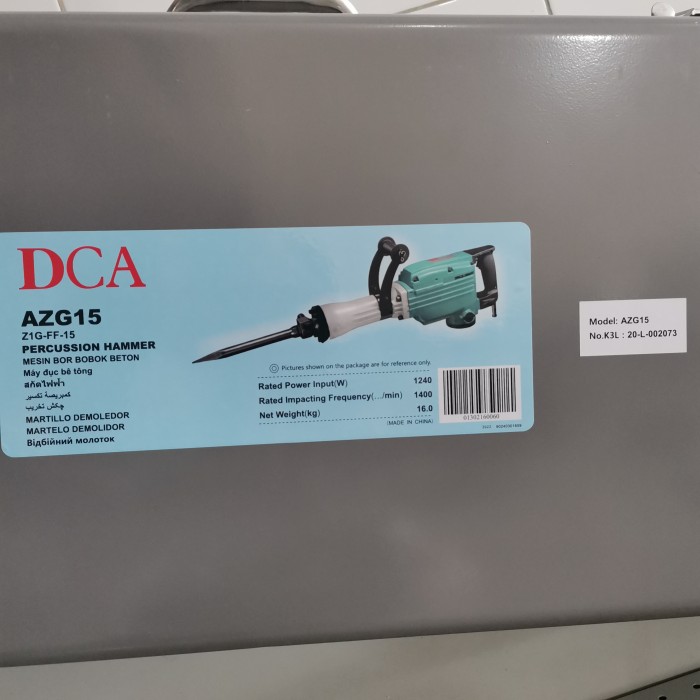 DCA
AZG15
Z1G-FF-15
PERCUSSION HAMMER
MESIN BOR BOBOK BETON
Máy đục bê tông
สกัดไฟฟ้า
كمبريصة تكسير
چکش تخریب
MARTILLO DEMOLEDOR
MARTELO DEMOLIDOR
Відбійний молоток
Pictures shown on the package are for reference only.
Rated Power Input(W) 1240
Rated Impacting Frequency(.../min) 1400
Net Weight(kg) 16.0
(MADE IN CHINA)
01502160060
Model: AZG15
No.K3L : 20-L-002073